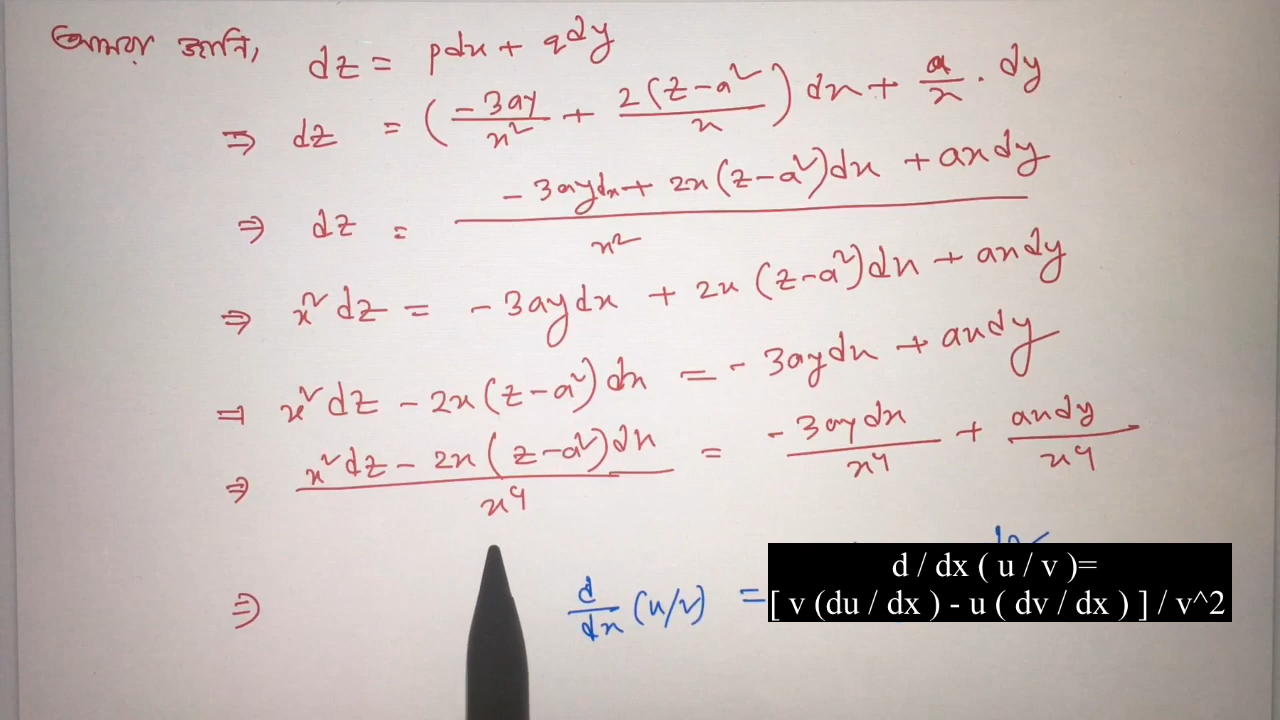 আমরা জানি, dz = pdx + qdy
⇒ dz = ( -3ay/x² + 2(z-a²)/x ) dx + a/x . dy
⇒ dz = (-3aydx + 2x(z-a²)dx + axdy) / x²
⇒ x²dz = -3aydx + 2x(z-a²)dx + axdy
⇒ x²dz - 2x(z-a²)dx = -3aydx + axdy
⇒ (x²dz - 2x(z-a²)dx) / x⁴ = -3aydx/x⁴ + axdy/x⁴
⇒ d/dx (u/v) =
d / dx ( u / v )=
[ v (du / dx ) - u ( dv / dx ) ] / v^2